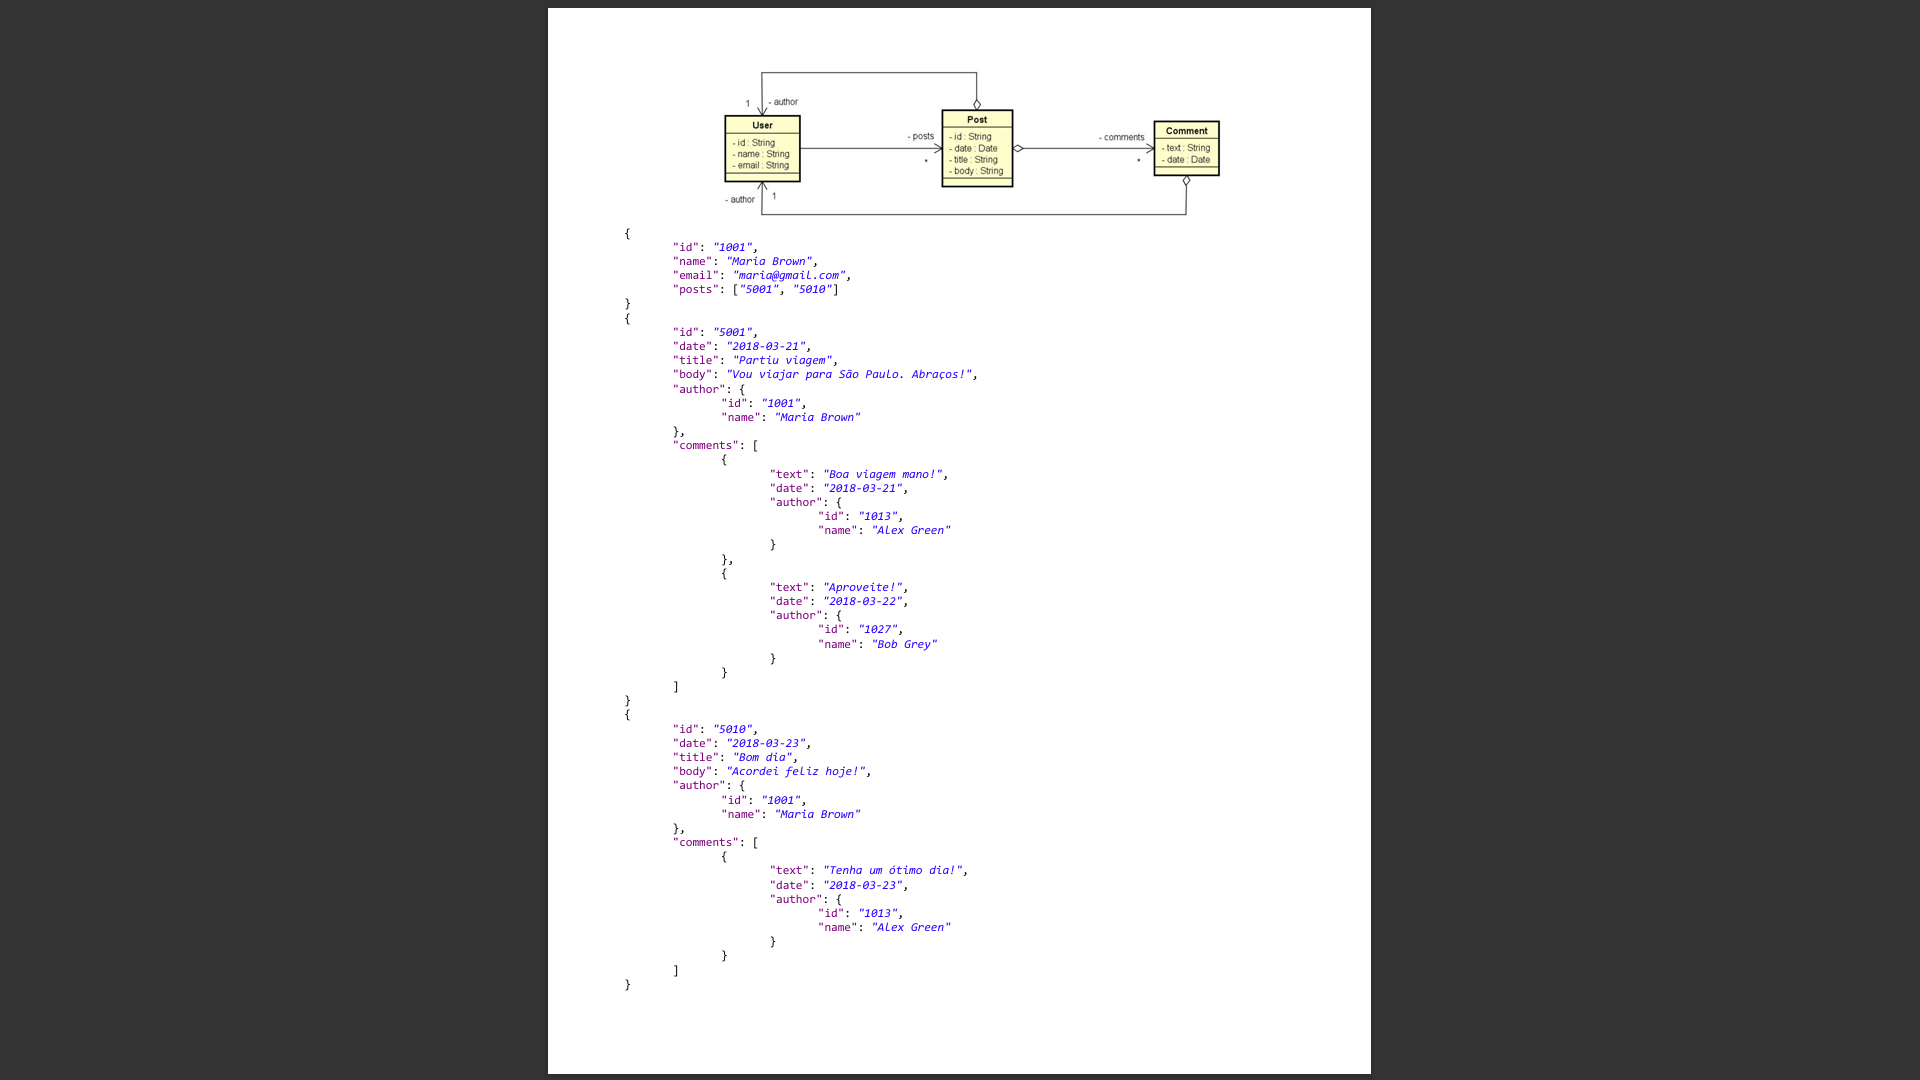 1 - author
User
- id : String
- name : String
- email : String
- author 1
- posts
*
Post
- id : String
- date : Date
- title : String
- body : String
- comments
*
Comment
- text : String
- date : Date
{
"id": "1001",
"name": "Maria Brown",
"email": "maria@gmail.com",
"posts": ["5001", "5010"]
}
{
"id": "5001",
"date": "2018-03-21",
"title": "Partiu viagem",
"body": "Vou viajar para São Paulo. Abraços!",
"author": {
"id": "1001",
"name": "Maria Brown"
},
"comments": [
{
"text": "Boa viagem mano!",
"date": "2018-03-21",
"author": {
"id": "1013",
"name": "Alex Green"
}
},
{
"text": "Aproveite!",
"date": "2018-03-22",
"author": {
"id": "1027",
"name": "Bob Grey"
}
}
]
}
{
"id": "5010",
"date": "2018-03-23",
"title": "Bom dia",
"body": "Acordei feliz hoje!",
"author": {
"id": "1001",
"name": "Maria Brown"
},
"comments": [
{
"text": "Tenha um ótimo dia!",
"date": "2018-03-23",
"author": {
"id": "1013",
"name": "Alex Green"
}
}
]
}